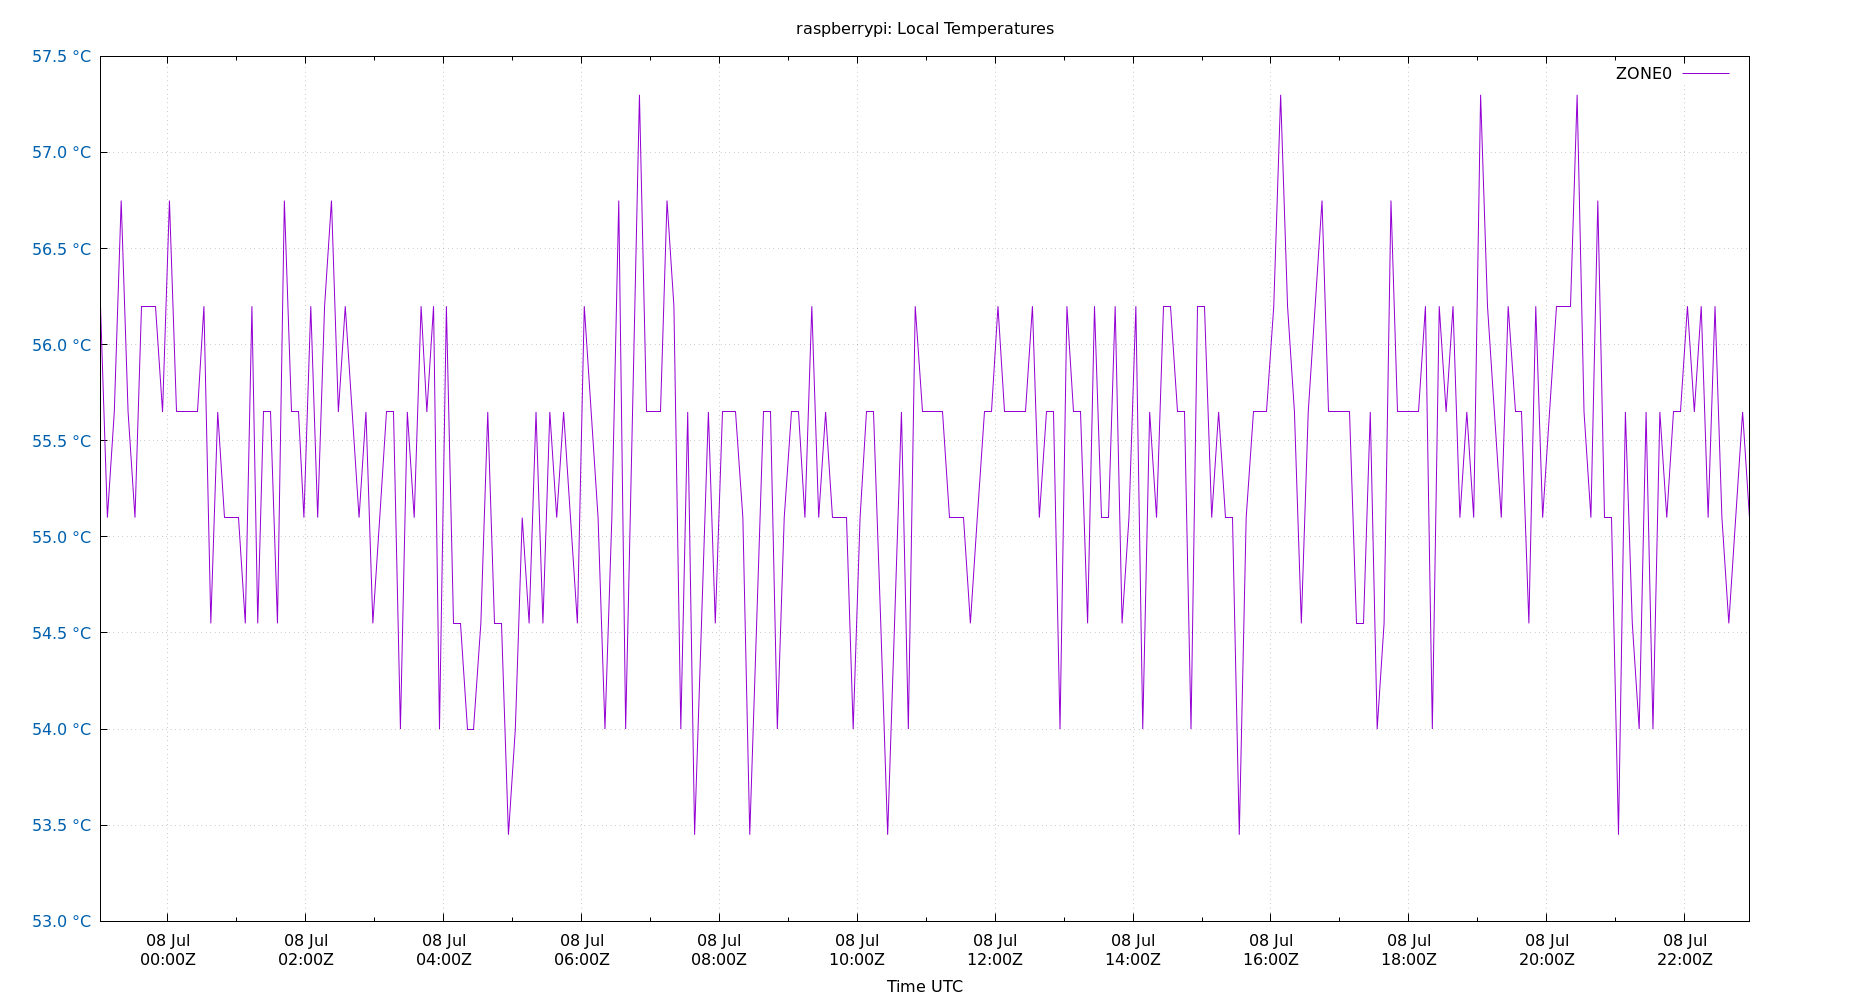 raspberrypi: Local Temperatures
57.5 °C
ZONE0
57.0 °C
56.5 °C
56.0 °C
55.5 °C
55.0 °C
54.5 °C
54.0 °C
53.5 °C
53.0 °C
08 Jul 08 Jul 08 Jul 08 Jul 08 Jul 08 Jul 08 Jul 08 Jul 08 Jul 08 Jul 08 Jul 08 Jul
00:00Z 02:00Z 04:00Z 06:00Z 08:00Z 10:00Z 12:00Z 14:00Z 16:00Z 18:00Z 20:00Z 22:00Z
Time UTC